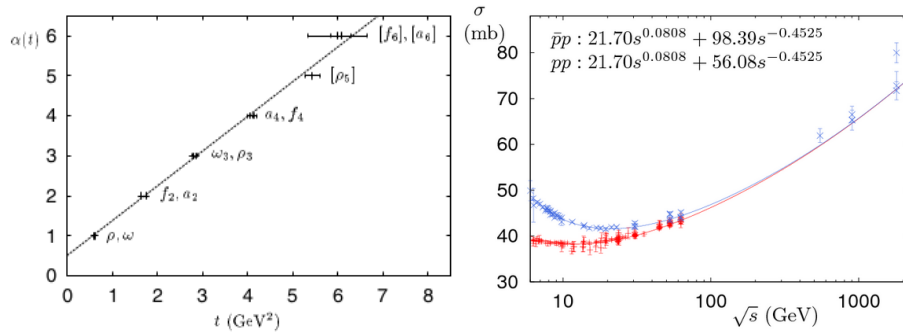 α(t)
6
5
4
3
2
1
0
0 1 2 3 4 5 6 7 8
t (GeV²)
[f₆], [a₆]
[ρ₅]
a₄, f₄
ω₃, ρ₃
f₂, a₂
ρ, ω
σ
(mb)
p̄p : 21.70s^0.0808 + 98.39s^−0.4525
pp : 21.70s^0.0808 + 56.08s^−0.4525
80
70
60
50
40
30
10 100 1000
√s (GeV)